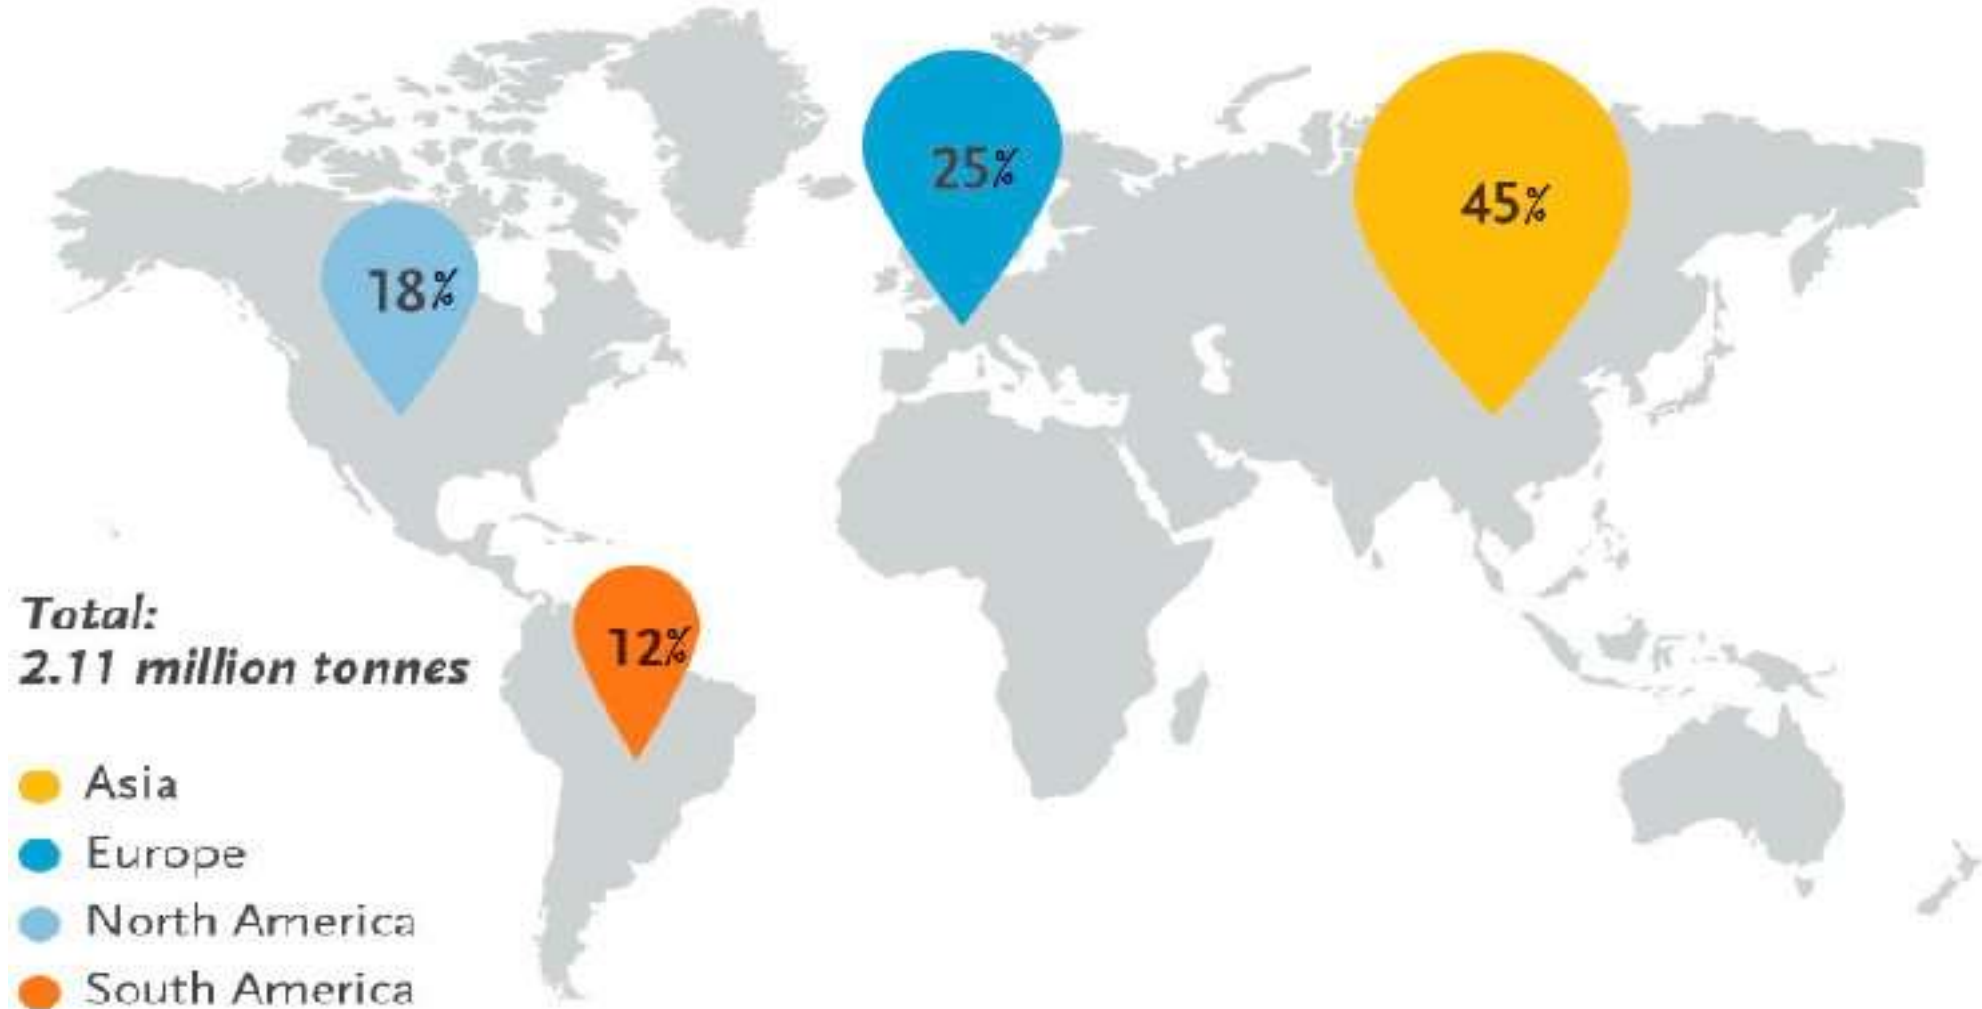 25%
45%
18%
12%
Total:
2.11 million tonnes
Asia
Europe
North America
South America